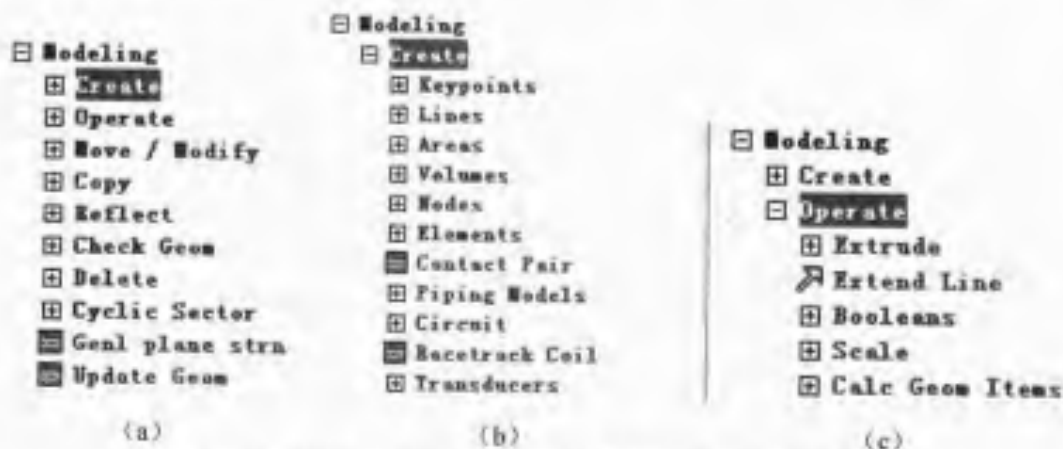 Modeling
Create
Operate
Move / Modify
Copy
Reflect
Check Geom
Delete
Cyclic Sector
Genl plane strn
Update Geom
(a)
Modeling
Create
Keypoints
Lines
Areas
Volumes
Nodes
Elements
Contact Pair
Piping Models
Circuit
Racetrack Coil
Transducers
(b)
Modeling
Create
Operate
Extrude
Extend Line
Booleans
Scale
Calc Geom Items
(c)